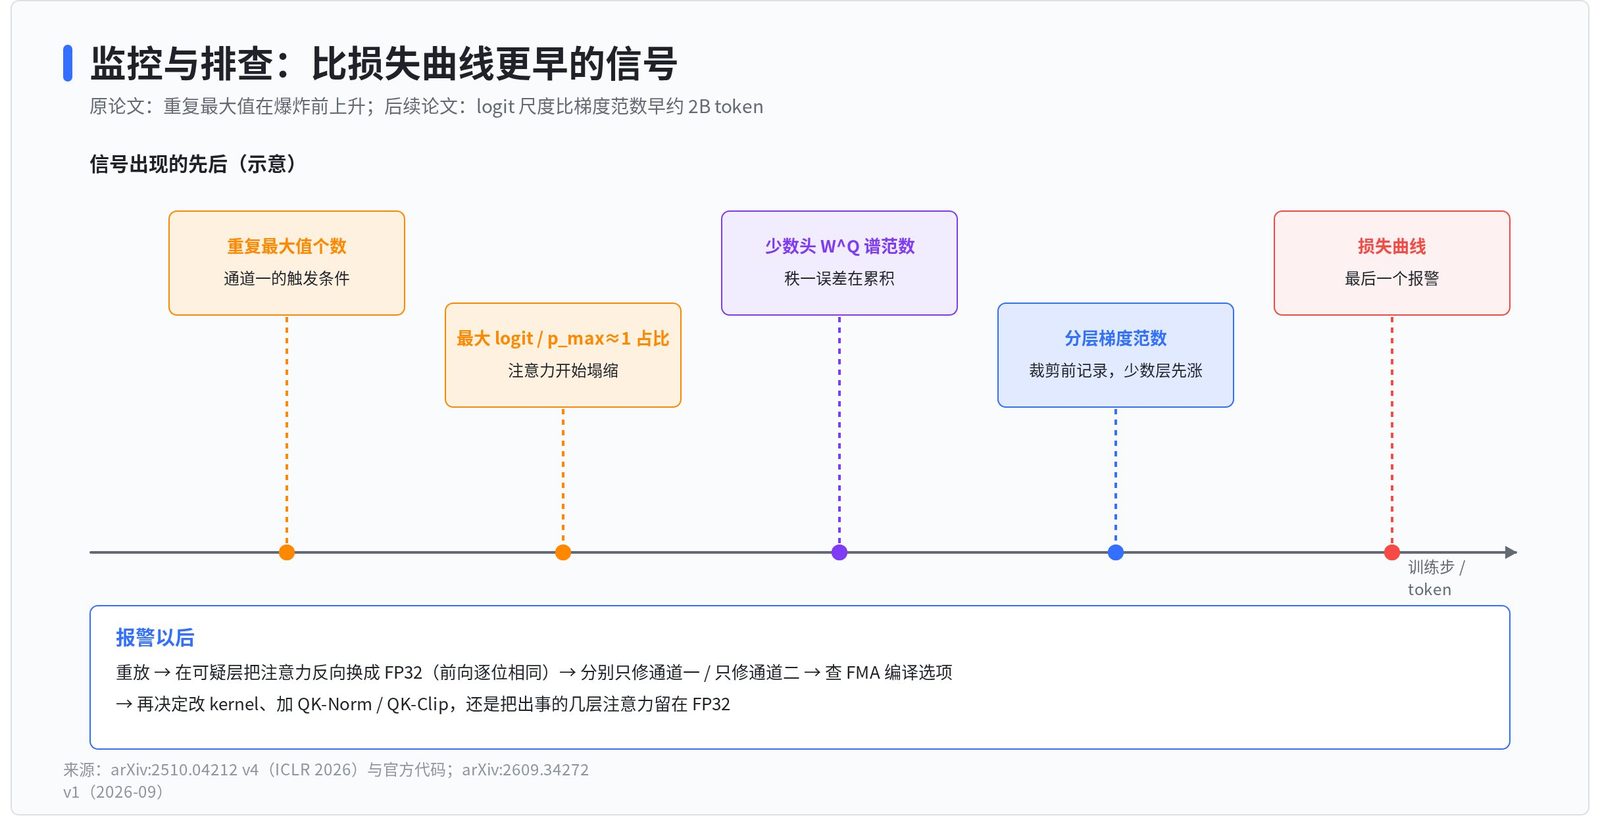 监控与排查：比损失曲线更早的信号
原论文：重复最大值在爆炸前上升；后续论文：logit 尺度比梯度范数早约 2B token
信号出现的先后（示意）
重复最大值个数
通道一的触发条件
最大 logit / p_max≈1 占比
注意力开始塌缩
少数头 W^Q 谱范数
秩一误差在累积
分层梯度范数
裁剪前记录，少数层先涨
损失曲线
最后一个报警
训练步 /
token
报警以后
重放 → 在可疑层把注意力反向换成 FP32（前向逐位相同）→ 分别只修通道一 / 只修通道二 → 查 FMA 编译选项
→ 再决定改 kernel、加 QK-Norm / QK-Clip，还是把出事的几层注意力留在 FP32
来源：arXiv:2510.04212 v4（ICLR 2026）与官方代码；arXiv:2609.34272
v1（2026-09）